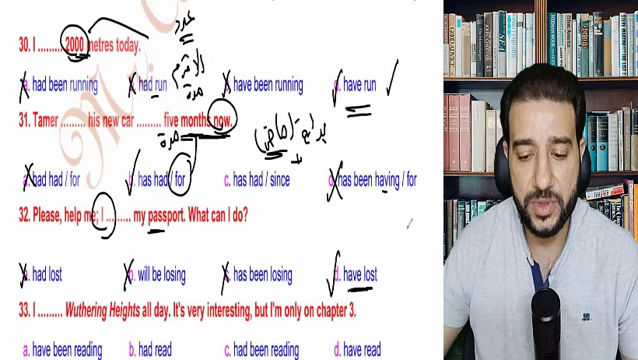 عدد
30. I ......... 2000 metres today.
a. had been running b. had run c. have been running d. have run
31. Tamer ......... his new car ......... five months now.
مدة
a. had had / for b. has had / for c. has had / since d. has been having / for
32. Please, help me; I ......... my passport. What can I do?
a. had lost b. will be losing c. has been losing d. have lost
33. I ......... Wuthering Heights all day. It's very interesting, but I'm only on chapter 3.
a. have been reading b. had read c. had been reading d. have read